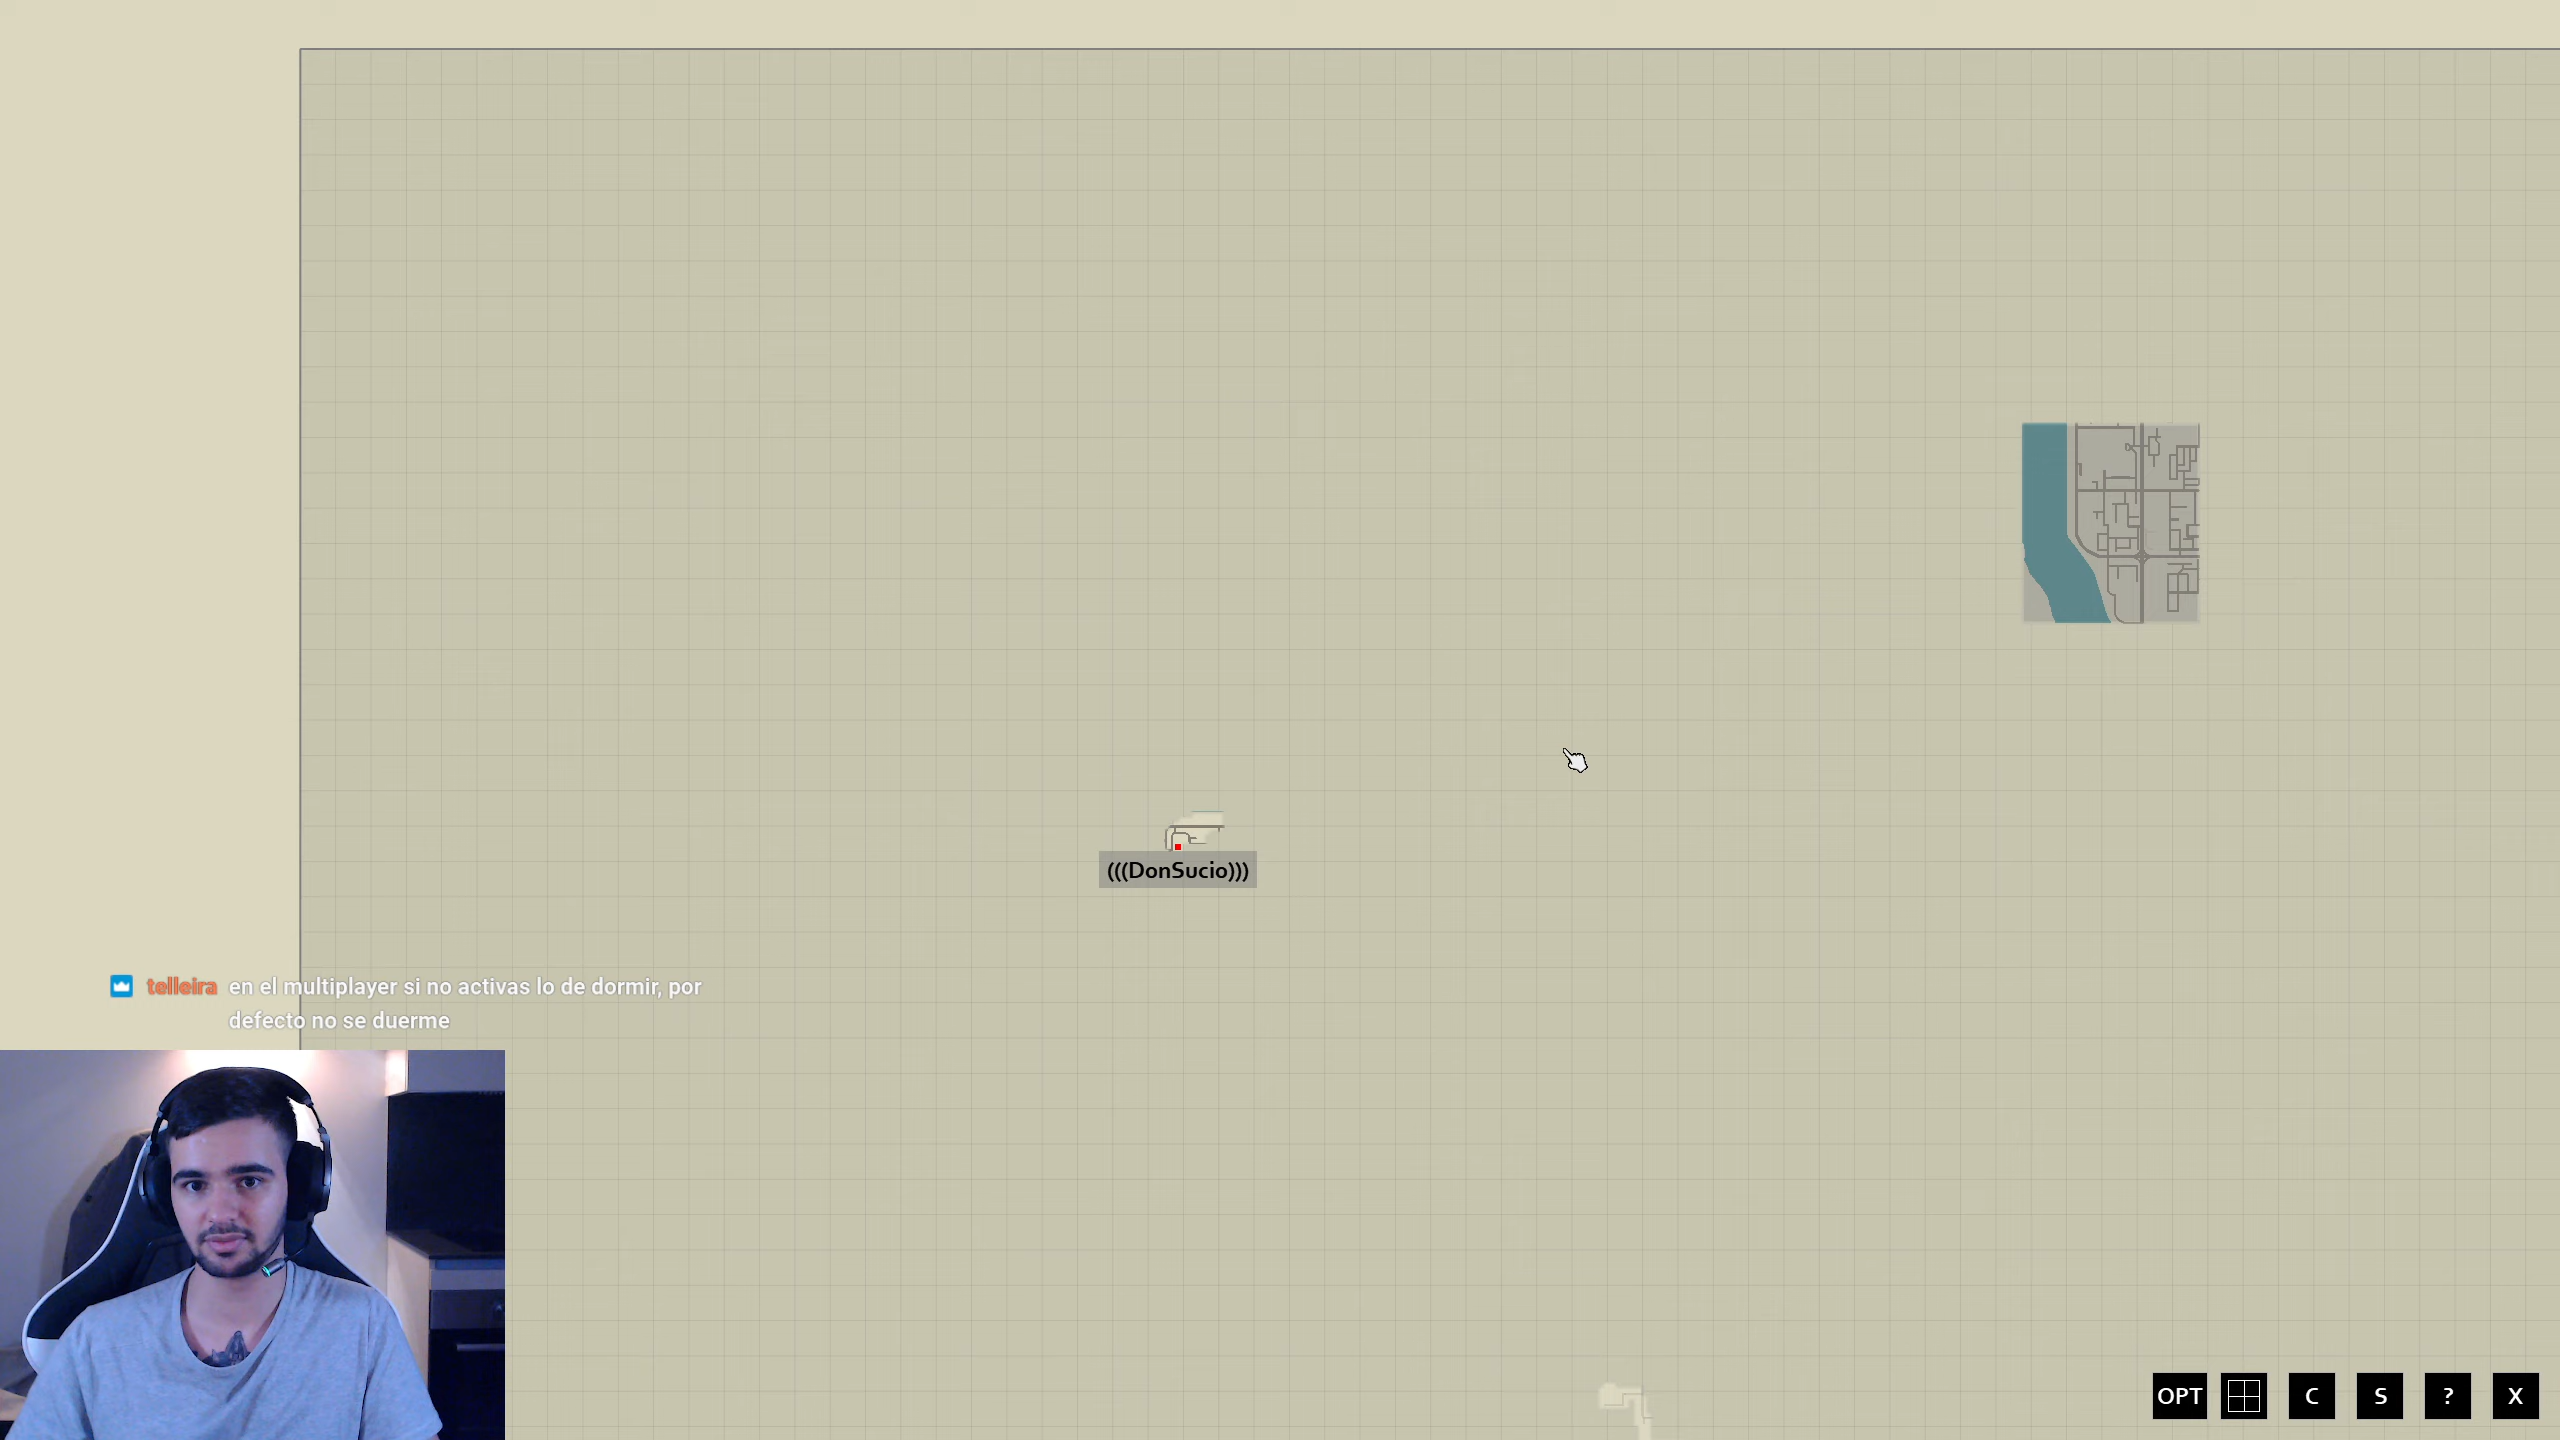 (((DonSucio)))
telleira en el multiplayer si no activas lo de dormir, por
defecto no se duerme
OPT C S ? X